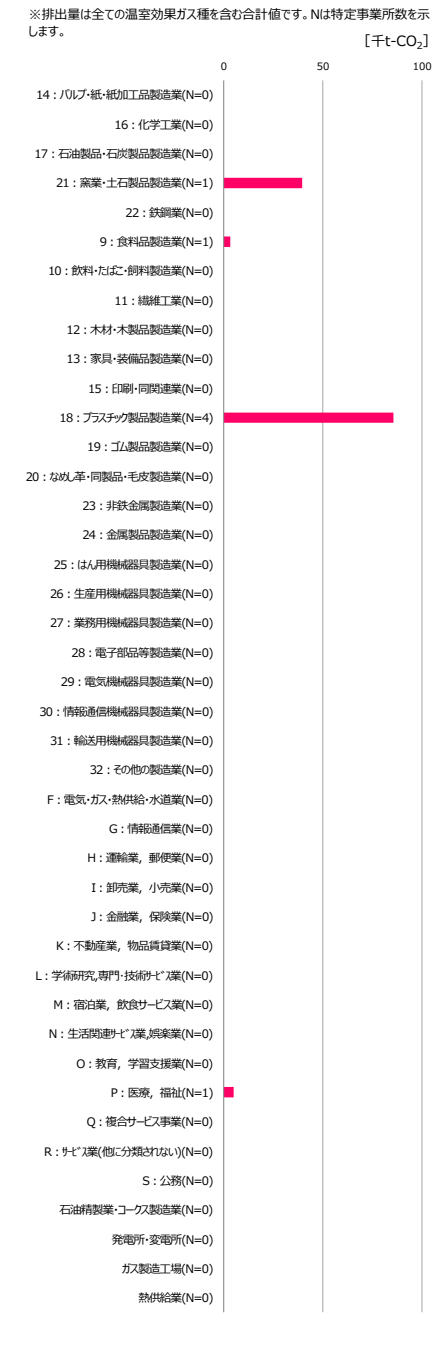 ※排出量は全ての温室効果ガス種を含む合計値です。Nは特定事業所数を示
します。
[千t-CO₂]
0 50 100
14：パルプ・紙・紙加工品製造業(N=0)
16：化学工業(N=0)
17：石油製品・石炭製品製造業(N=0)
21：窯業・土石製品製造業(N=1)
22：鉄鋼業(N=0)
9：食料品製造業(N=1)
10：飲料・たばこ・飼料製造業(N=0)
11：繊維工業(N=0)
12：木材・木製品製造業(N=0)
13：家具・装備品製造業(N=0)
15：印刷・同関連業(N=0)
18：プラスチック製品製造業(N=4)
19：ゴム製品製造業(N=0)
20：なめし革・同製品・毛皮製造業(N=0)
23：非鉄金属製造業(N=0)
24：金属製品製造業(N=0)
25：はん用機械器具製造業(N=0)
26：生産用機械器具製造業(N=0)
27：業務用機械器具製造業(N=0)
28：電子部品等製造業(N=0)
29：電気機械器具製造業(N=0)
30：情報通信機械器具製造業(N=0)
31：輸送用機械器具製造業(N=0)
32：その他の製造業(N=0)
F：電気・ガス・熱供給・水道業(N=0)
G：情報通信業(N=0)
H：運輸業，郵便業(N=0)
I：卸売業，小売業(N=0)
J：金融業，保険業(N=0)
K：不動産業，物品賃貸業(N=0)
L：学術研究,専門・技術ｻｰﾋﾞｽ業(N=0)
M：宿泊業，飲食サービス業(N=0)
N：生活関連ｻｰﾋﾞｽ業,娯楽業(N=0)
O：教育，学習支援業(N=0)
P：医療，福祉(N=1)
Q：複合サービス事業(N=0)
R：ｻｰﾋﾞｽ業(他に分類されない)(N=0)
S：公務(N=0)
石油精製業・コークス製造業(N=0)
発電所・変電所(N=0)
ガス製造工場(N=0)
熱供給業(N=0)